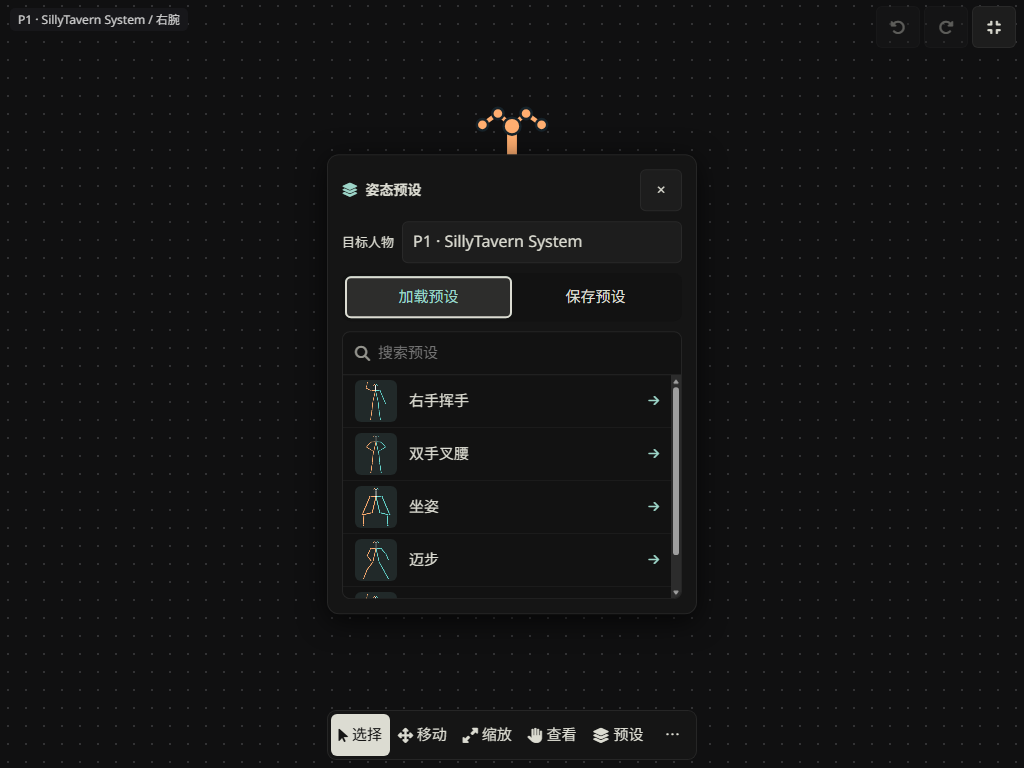 P1 · SillyTavern System / 右腕
姿态预设
×
目标人物 P1 · SillyTavern System
加载预设 保存预设
搜索预设
右手挥手
双手叉腰
坐姿
迈步
选择 移动 缩放 查看 预设 ···